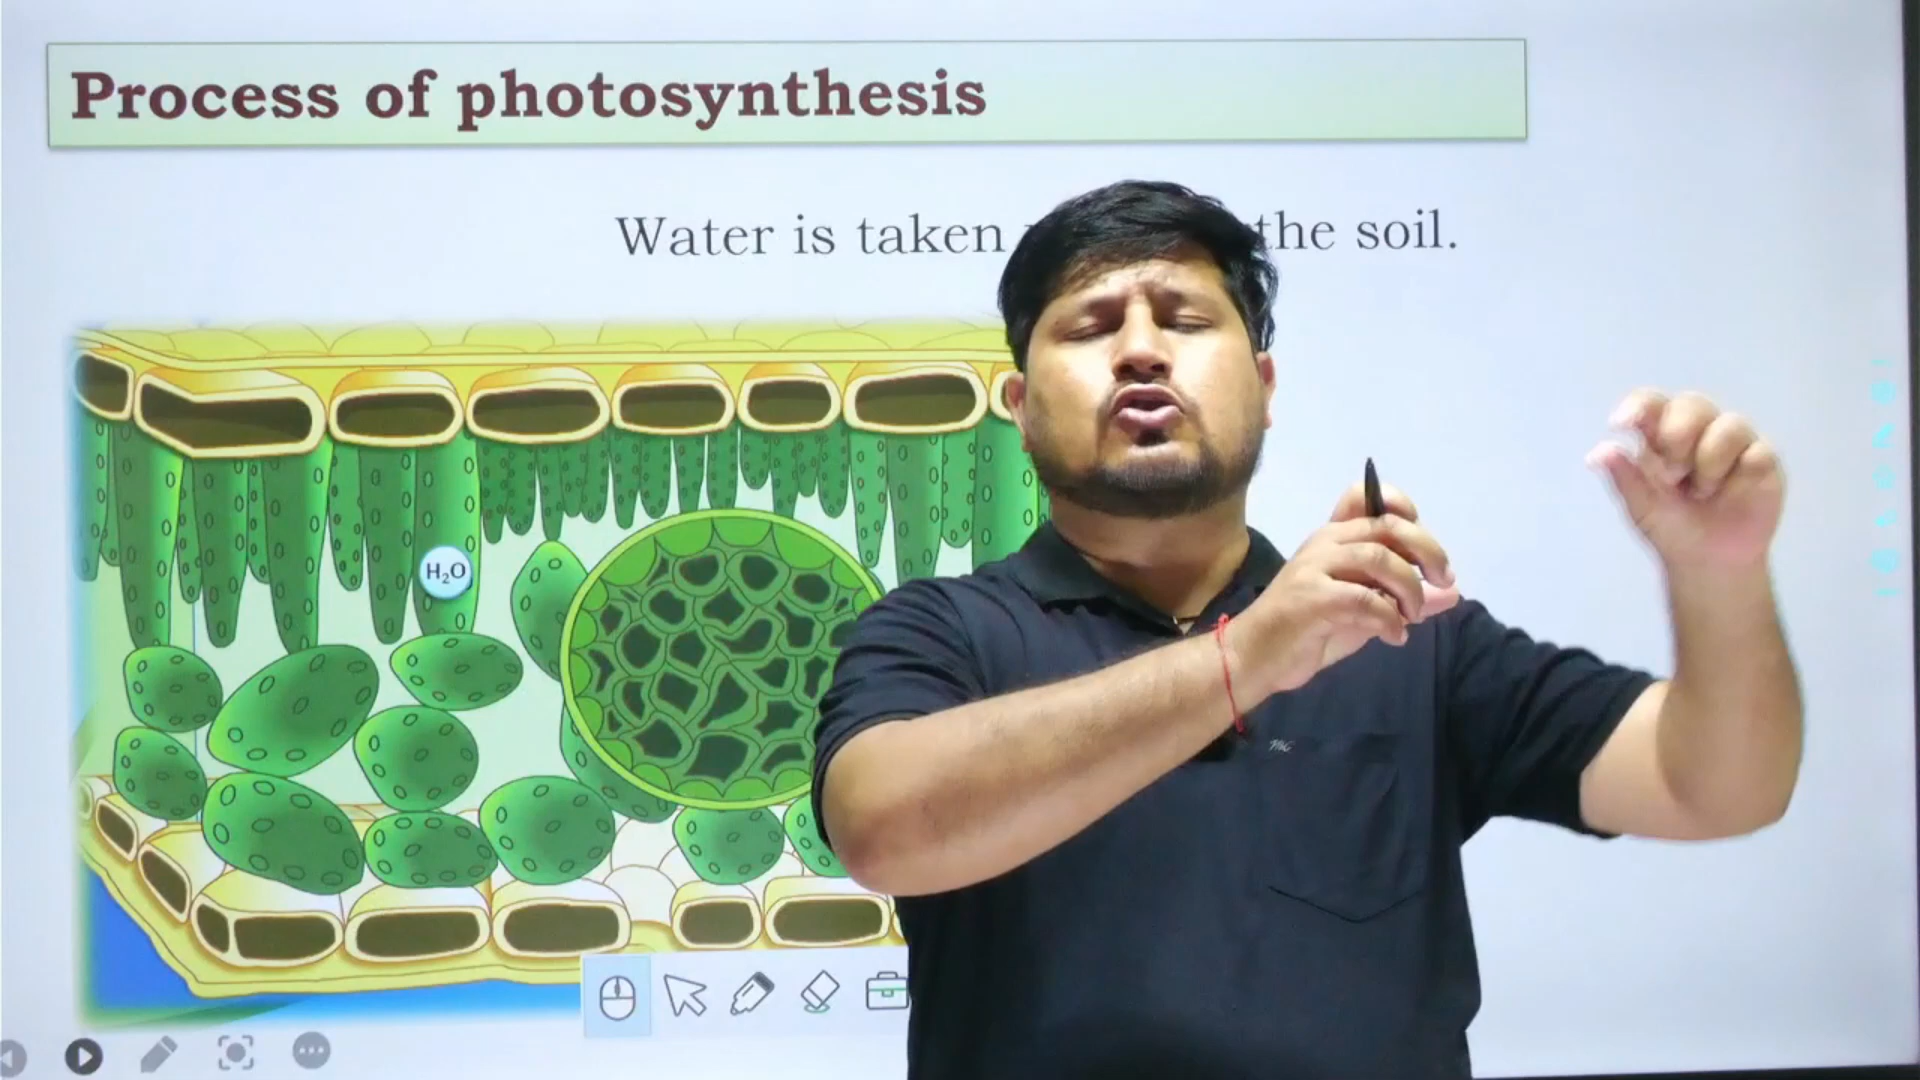 Process of photosynthesis
Water is taken the soil.
H₂O